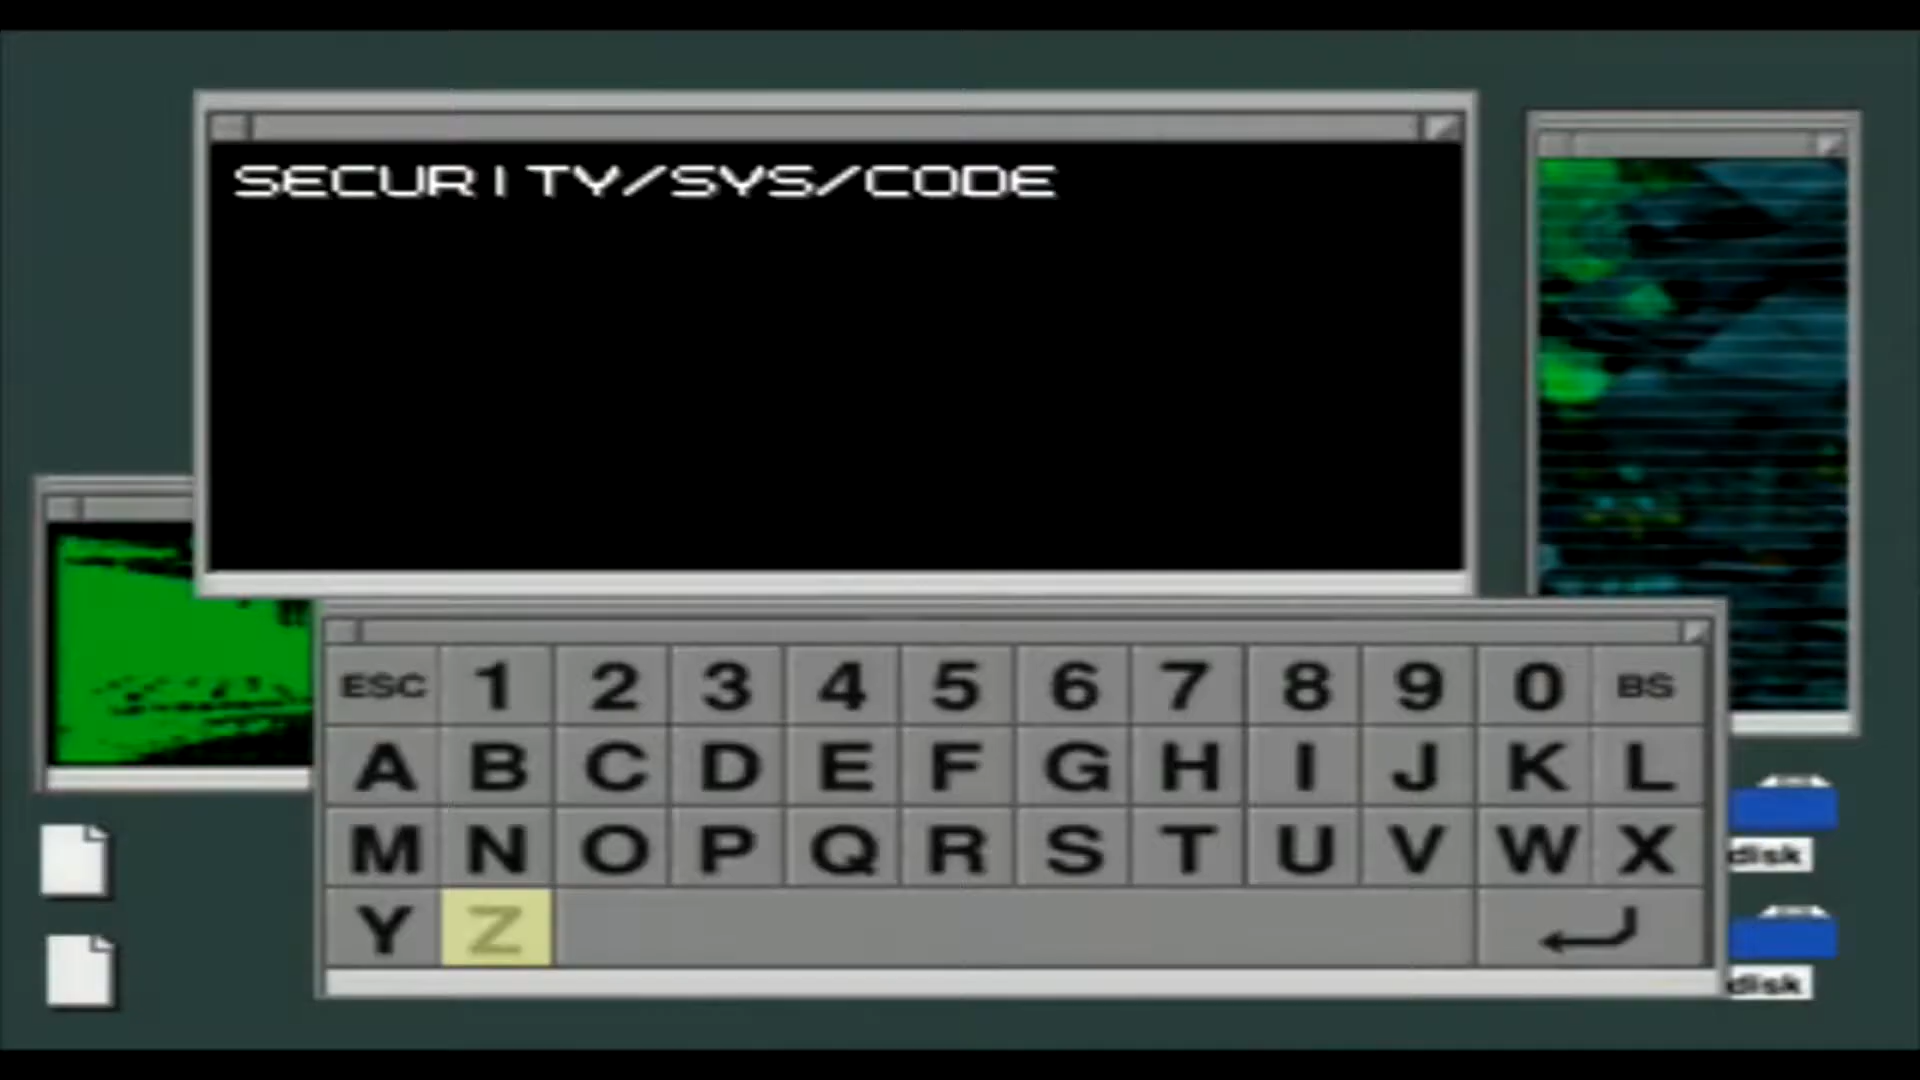 SECURITY/SYS/CODE
ESC 1 2 3 4 5 6 7 8 9 0 BS
A B C D E F G H I J K L
M N O P Q R S T U V W X
Y Z
disk
disk